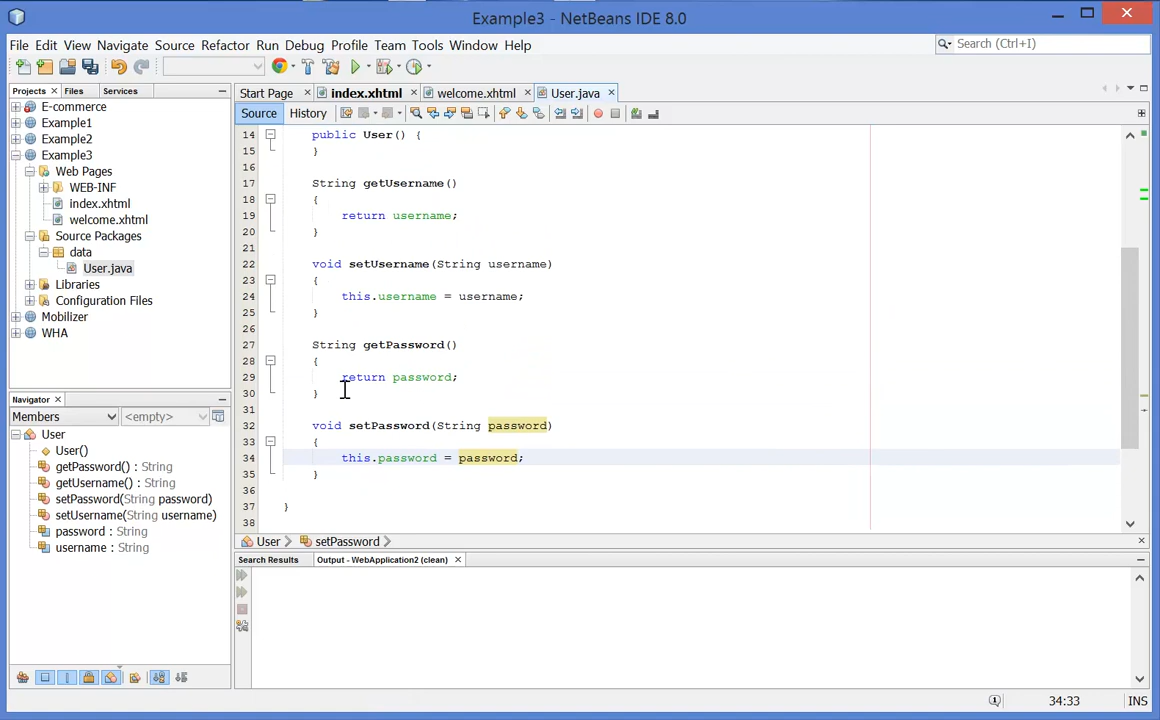 Example3 - NetBeans IDE 8.0
File Edit View Navigate Source Refactor Run Debug Profile Team Tools Window Help
Search (Ctrl+I)
Projects Files Services
Start Page index.xhtml welcome.xhtml User.java
Source History
E-commerce
Example1
Example2
Example3
Web Pages
WEB-INF
index.xhtml
welcome.xhtml
Source Packages
data
User.java
Libraries
Configuration Files
Mobilizer
WHA
14 public User() {
15 }
16
17 String getUsername()
18 {
19 return username;
20 }
21
22 void setUsername(String username)
23 {
24 this.username = username;
25 }
26
27 String getPassword()
28 {
29 return password;
30 }
31
32 void setPassword(String password)
33 {
34 this.password = password;
35 }
36
37 }
38
Navigator
Members <empty>
User
User()
getPassword() : String
getUsername() : String
setPassword(String password)
setUsername(String username)
password : String
username : String
User setPassword
Search Results Output - WebApplication2 (clean)
34:33 INS